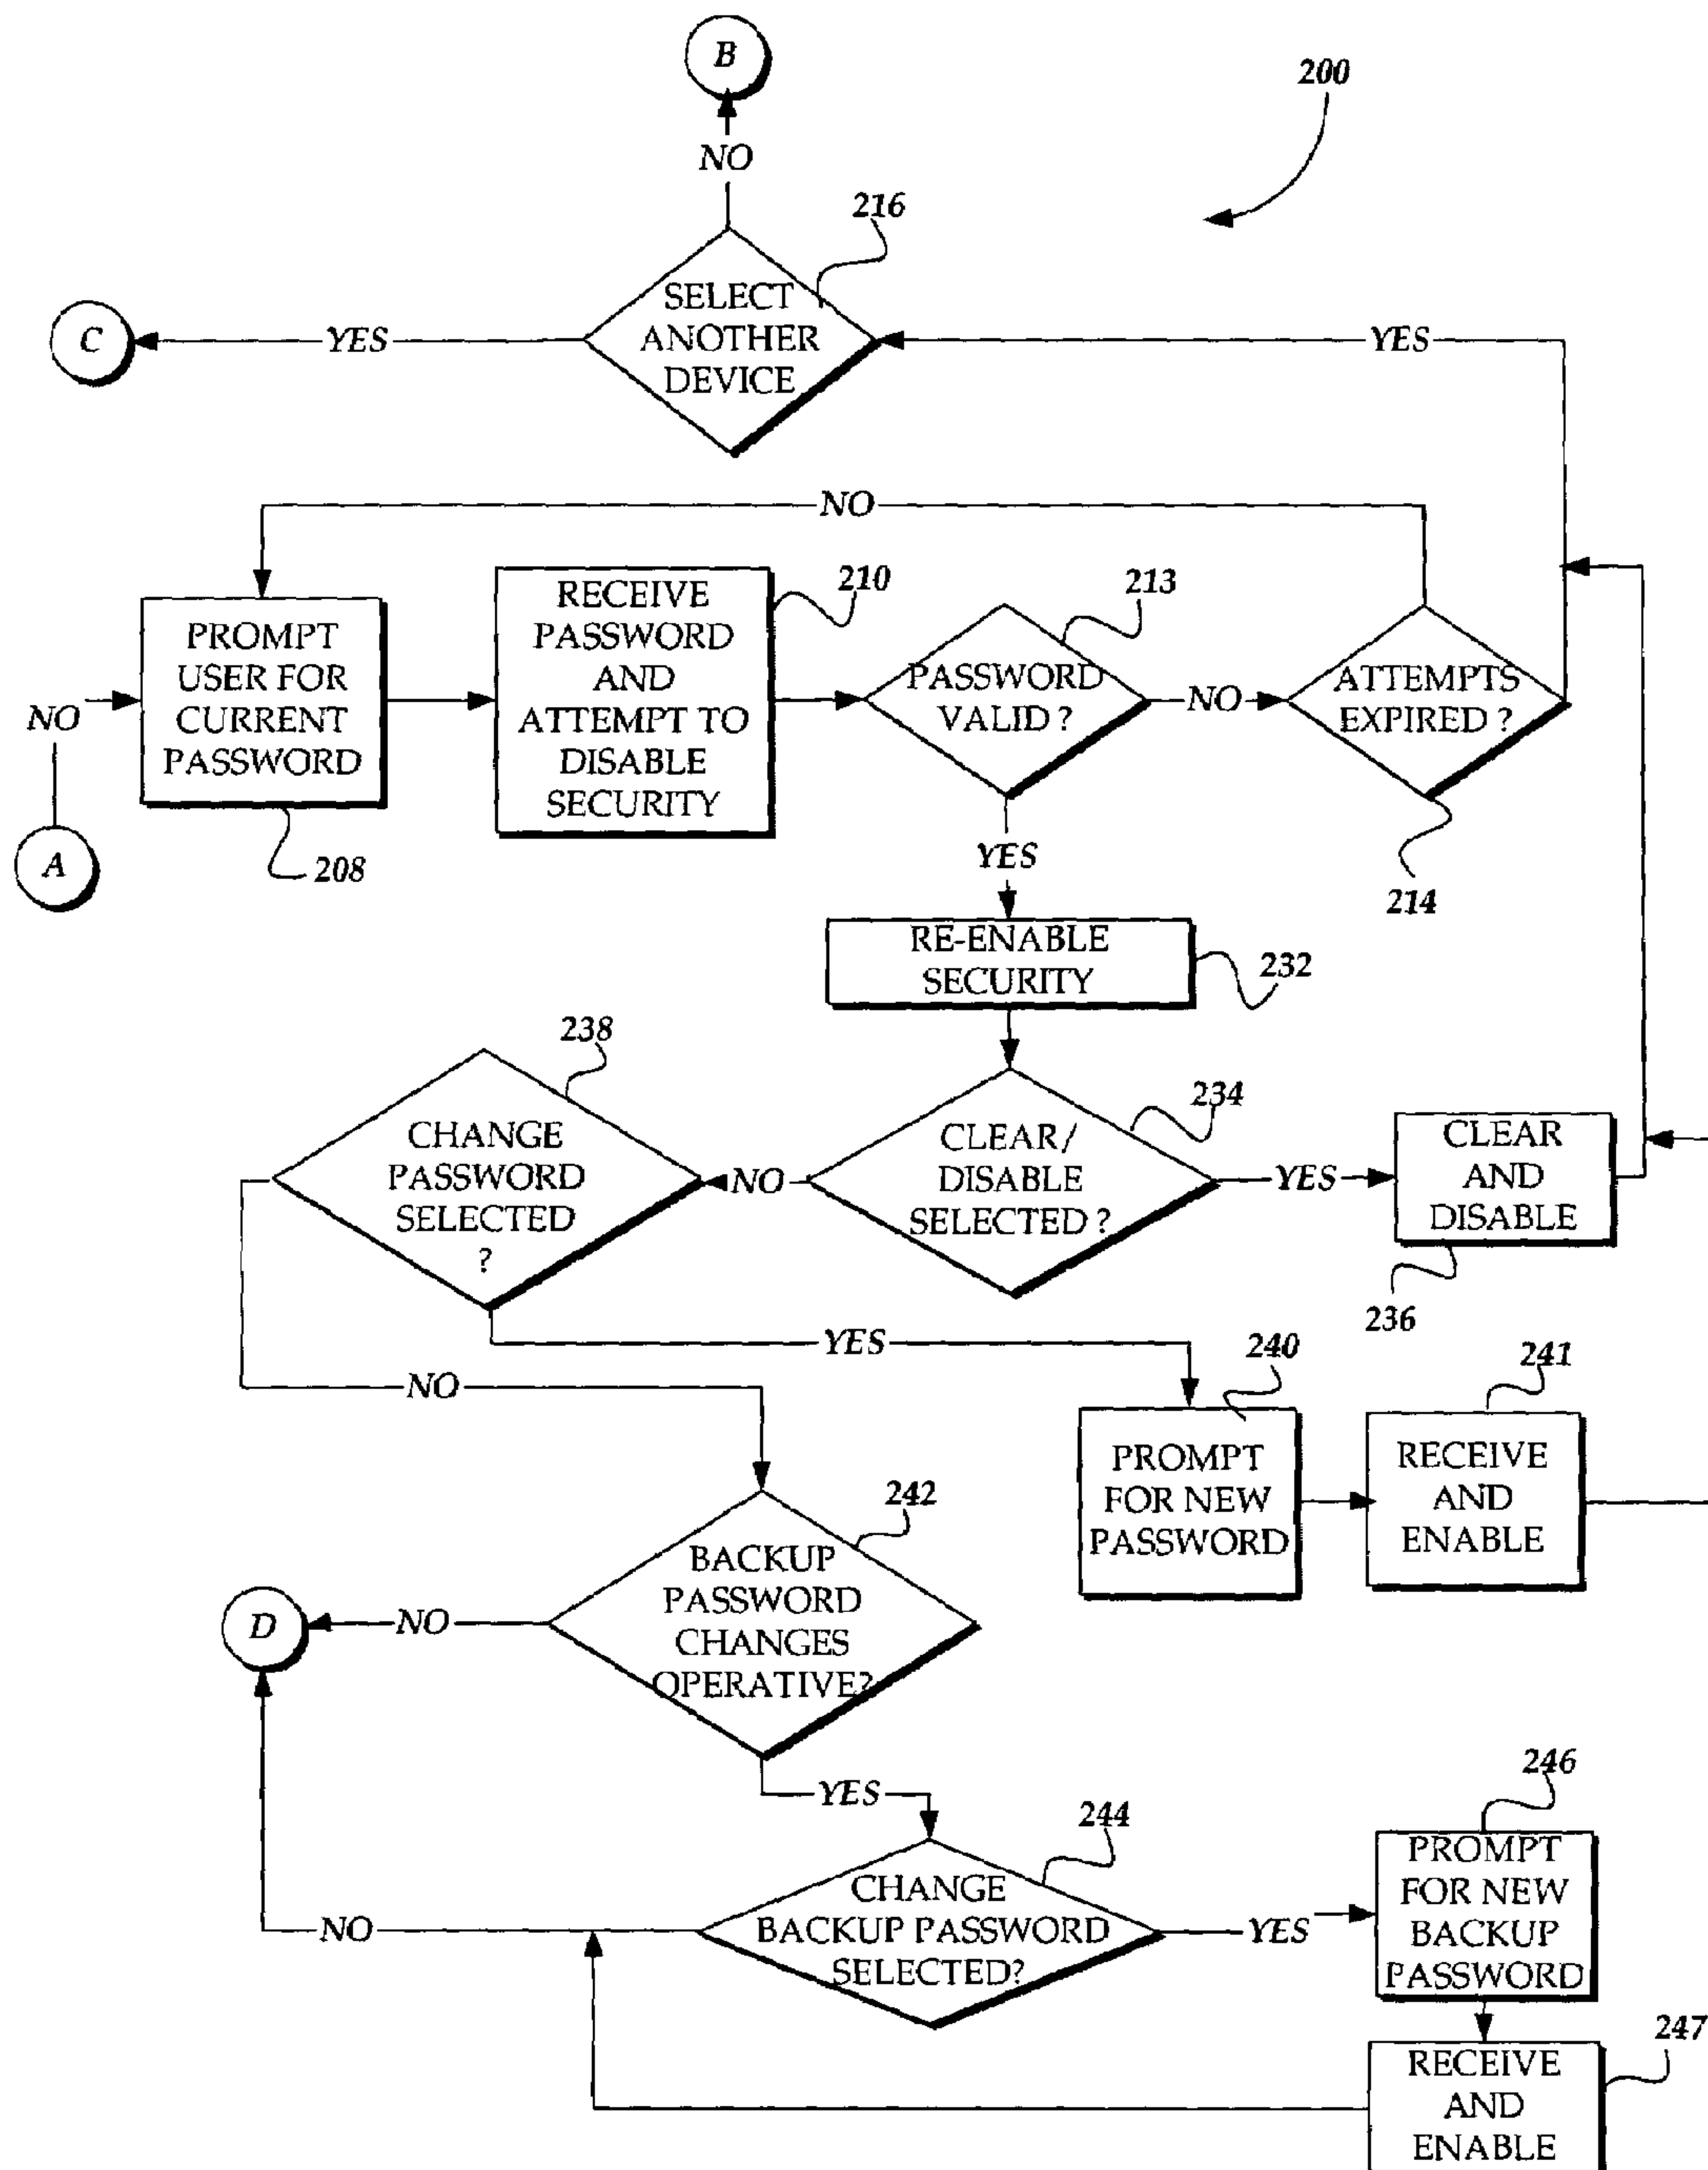 B
200
NO
216
SELECT
ANOTHER
DEVICE
C
YES
YES
NO
PROMPT
USER FOR
CURRENT
PASSWORD
208
NO
A
RECEIVE
PASSWORD
AND
ATTEMPT TO
DISABLE
SECURITY
210
PASSWORD
VALID ?
213
NO
ATTEMPTS
EXPIRED ?
214
YES
RE-ENABLE
SECURITY
232
238
CHANGE
PASSWORD
SELECTED
?
NO
CLEAR/
DISABLE
SELECTED ?
234
YES
CLEAR
AND
DISABLE
236
YES
NO
240
PROMPT
FOR NEW
PASSWORD
241
RECEIVE
AND
ENABLE
242
BACKUP
PASSWORD
CHANGES
OPERATIVE?
D
NO
YES
244
CHANGE
BACKUP PASSWORD
SELECTED?
NO
YES
246
PROMPT
FOR NEW
BACKUP
PASSWORD
247
RECEIVE
AND
ENABLE